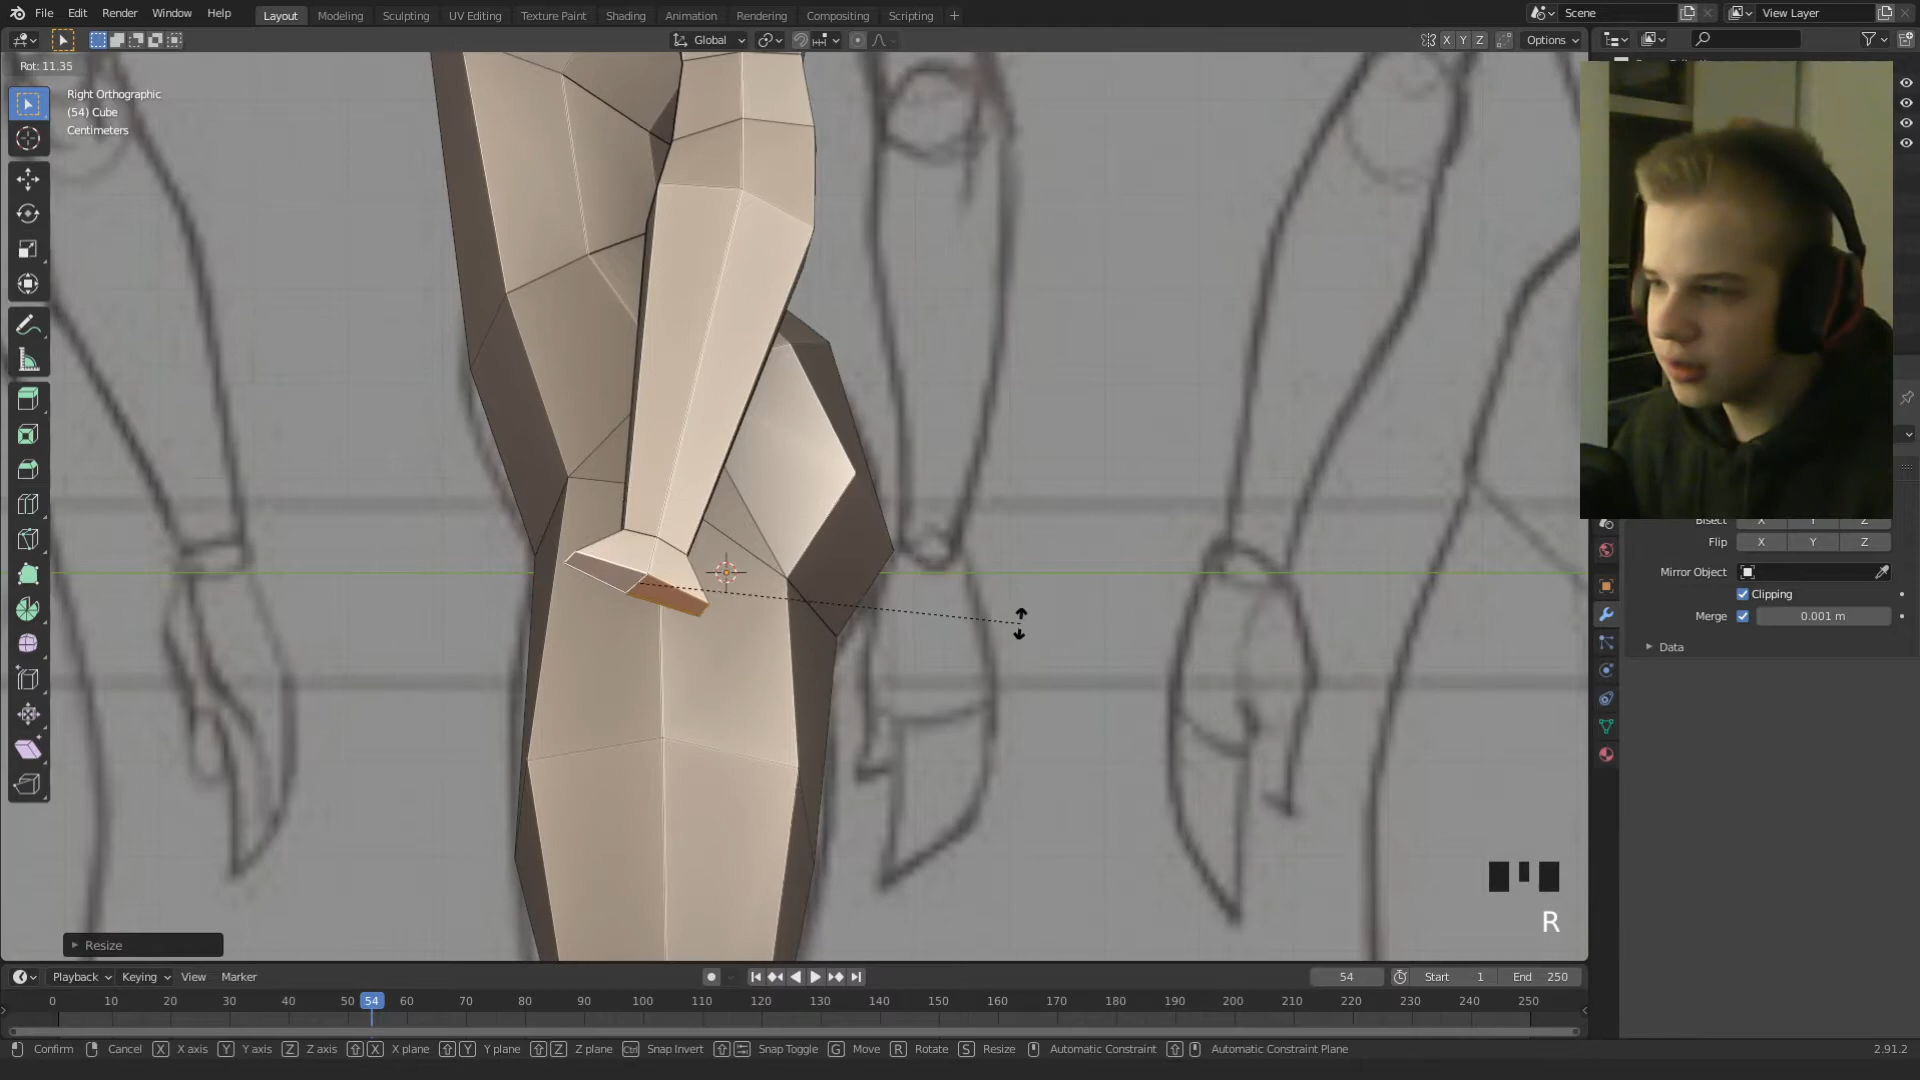 File Edit Render Window Help Layout Modeling Sculpting UV Editing Texture Paint Shading Animation Rendering Compositing Scripting + Scene View Layer
Global X Y Z Options
Rot: 11.35
Right Orthographic
(54) Cube
Centimeters
Bisect X Y Z
Flip X Y Z
Mirror Object
Clipping
Merge 0.001 m
Data
R
Resize
Playback Keying View Marker 54 Start 1 End 250
0 10 20 30 40 50 54 60 70 80 90 100 110 120 130 140 150 160 170 180 190 200 210 220 230 240 250
Confirm Cancel X X axis Y Y axis Z Z axis X X plane Y Y plane Z Z plane Ctrl Snap Invert Snap Toggle G Move R Rotate S Resize Automatic Constraint Automatic Constraint Plane 2.91.2